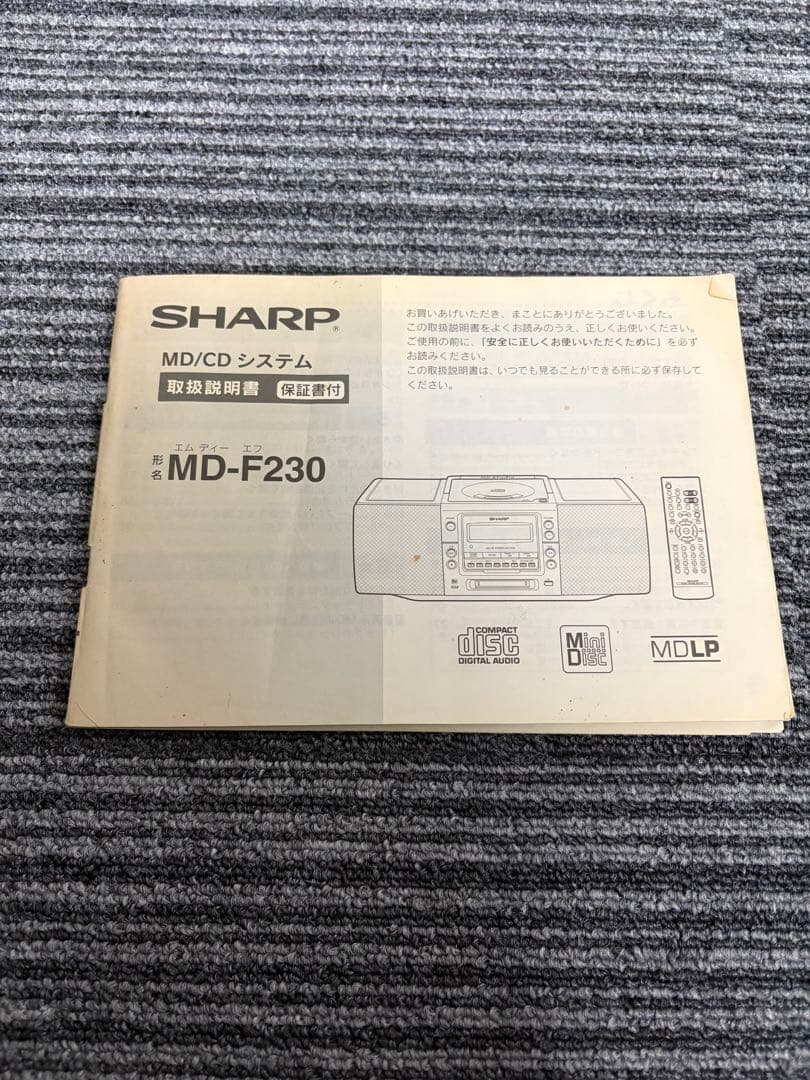 SHARP®
MD/CD システム
取扱説明書 保証書付
エム ディー エフ
形名 MD-F230
お買いあげいただき、まことにありがとうございました。
この取扱説明書をよくお読みのうえ、正しくお使いください。
ご使用の前に、「安全に正しくお使いいただくために」を必ず
お読みください。
この取扱説明書は、いつでも見ることができる所に必ず保存して
ください。
SHARP
COMPACT
disc
DIGITAL AUDIO
Mini
Disc
MDLP